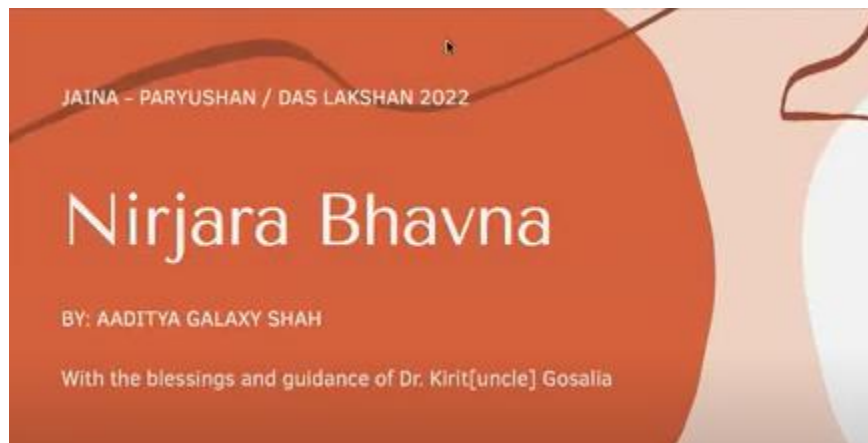 JAINA - PARYUSHAN / DAS LAKSHAN 2022
Nirjara Bhavna
BY: AADITYA GALAXY SHAH
With the blessings and guidance of Dr. Kirit[uncle] Gosalia